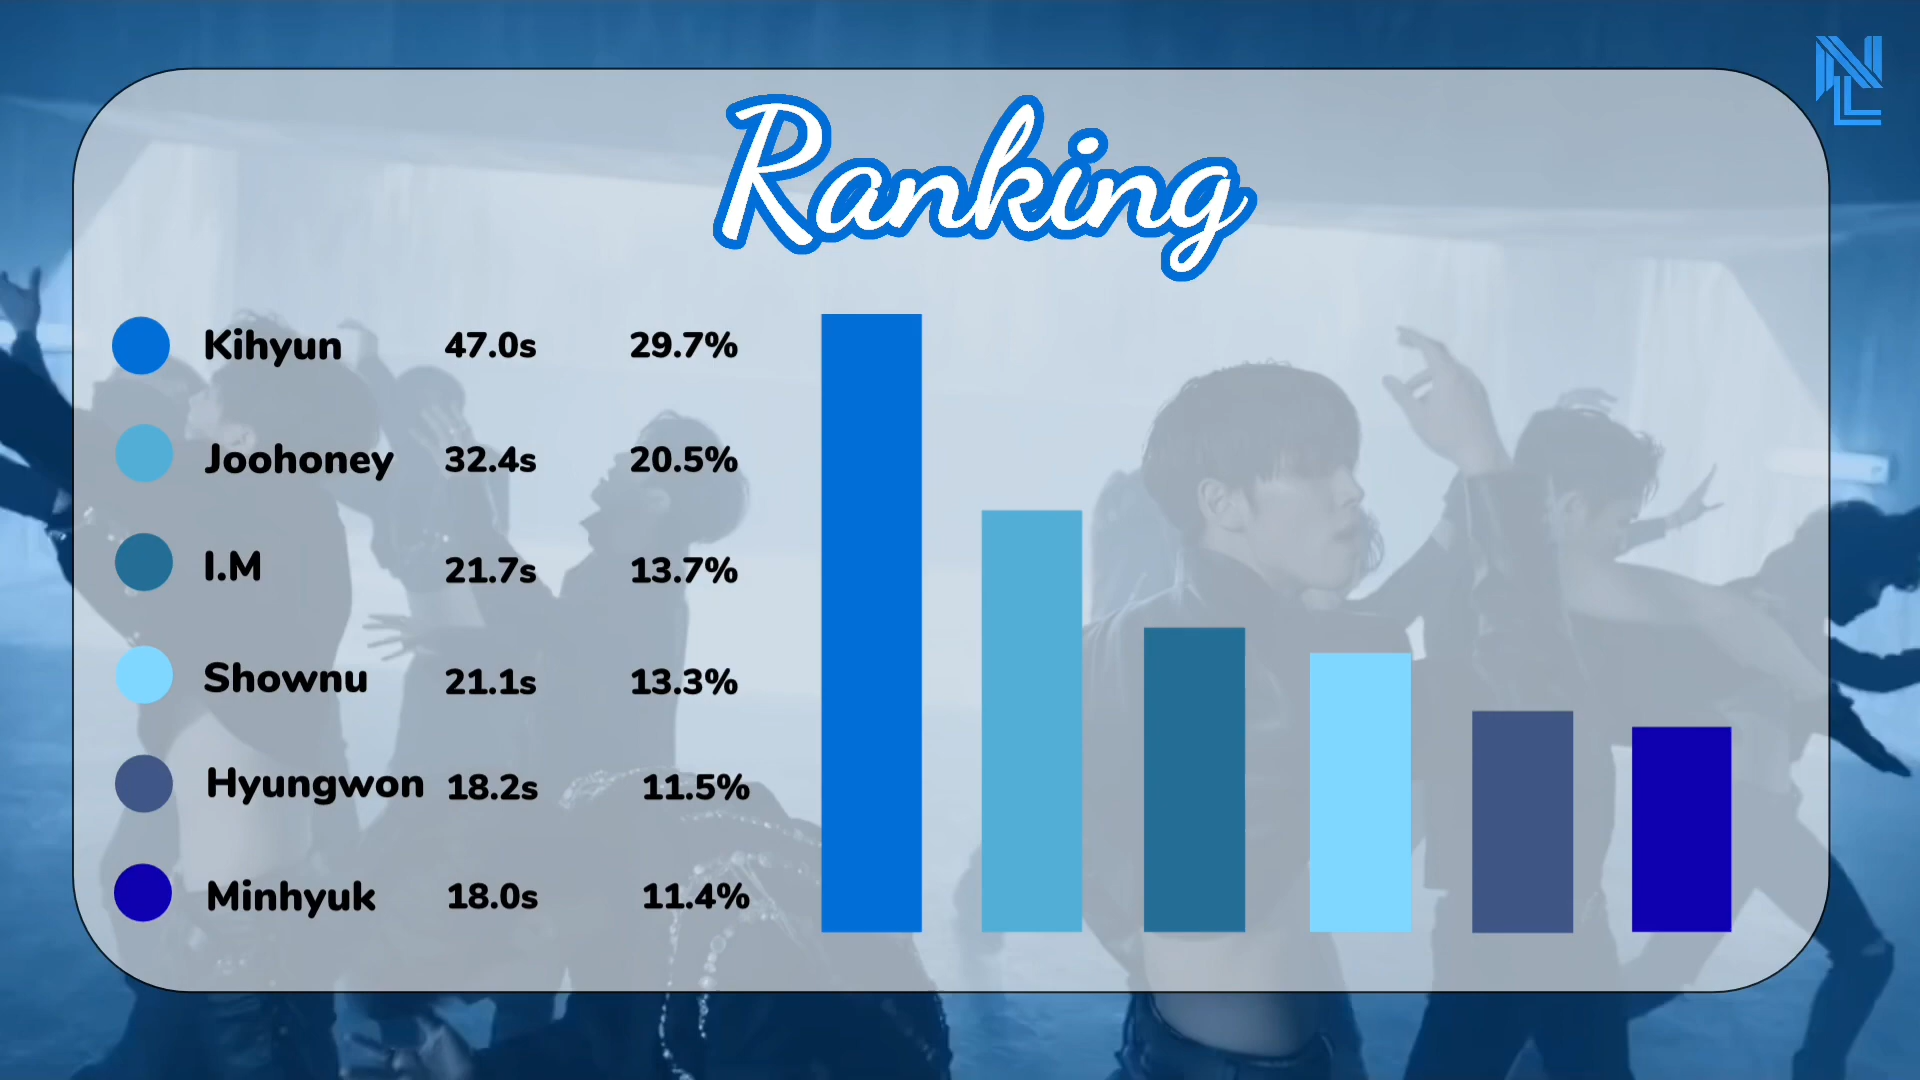 NL
Ranking
Kihyun 47.0s 29.7%
Joohoney 32.4s 20.5%
I.M 21.7s 13.7%
Shownu 21.1s 13.3%
Hyungwon 18.2s 11.5%
Minhyuk 18.0s 11.4%